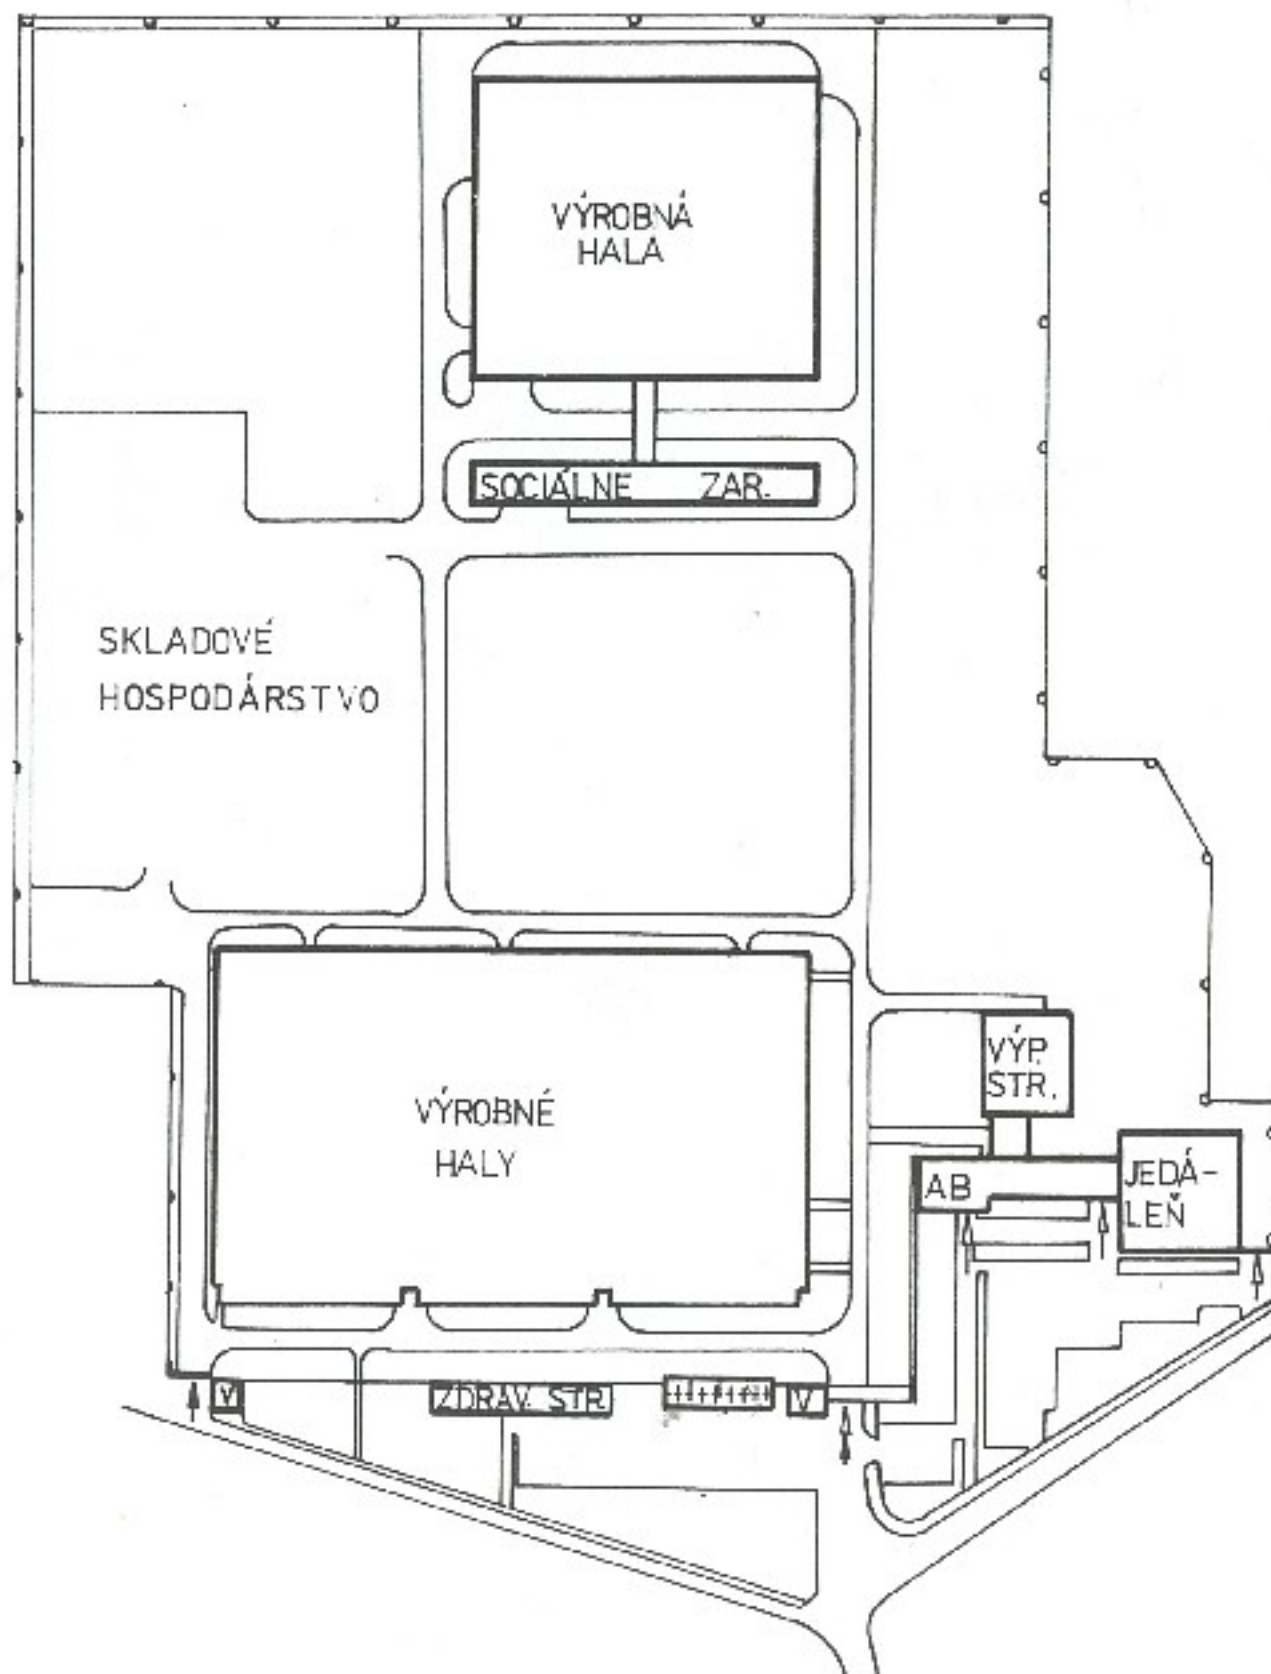 VÝROBNÁ
HALA
SOCIÁLNE ZAR.
SKLADOVÉ
HOSPODÁRSTVO
VÝP.
STR.
VÝROBNÉ
HALY
AB
JEDÁ-
LEŇ
V
ZDRAV. STR.
V